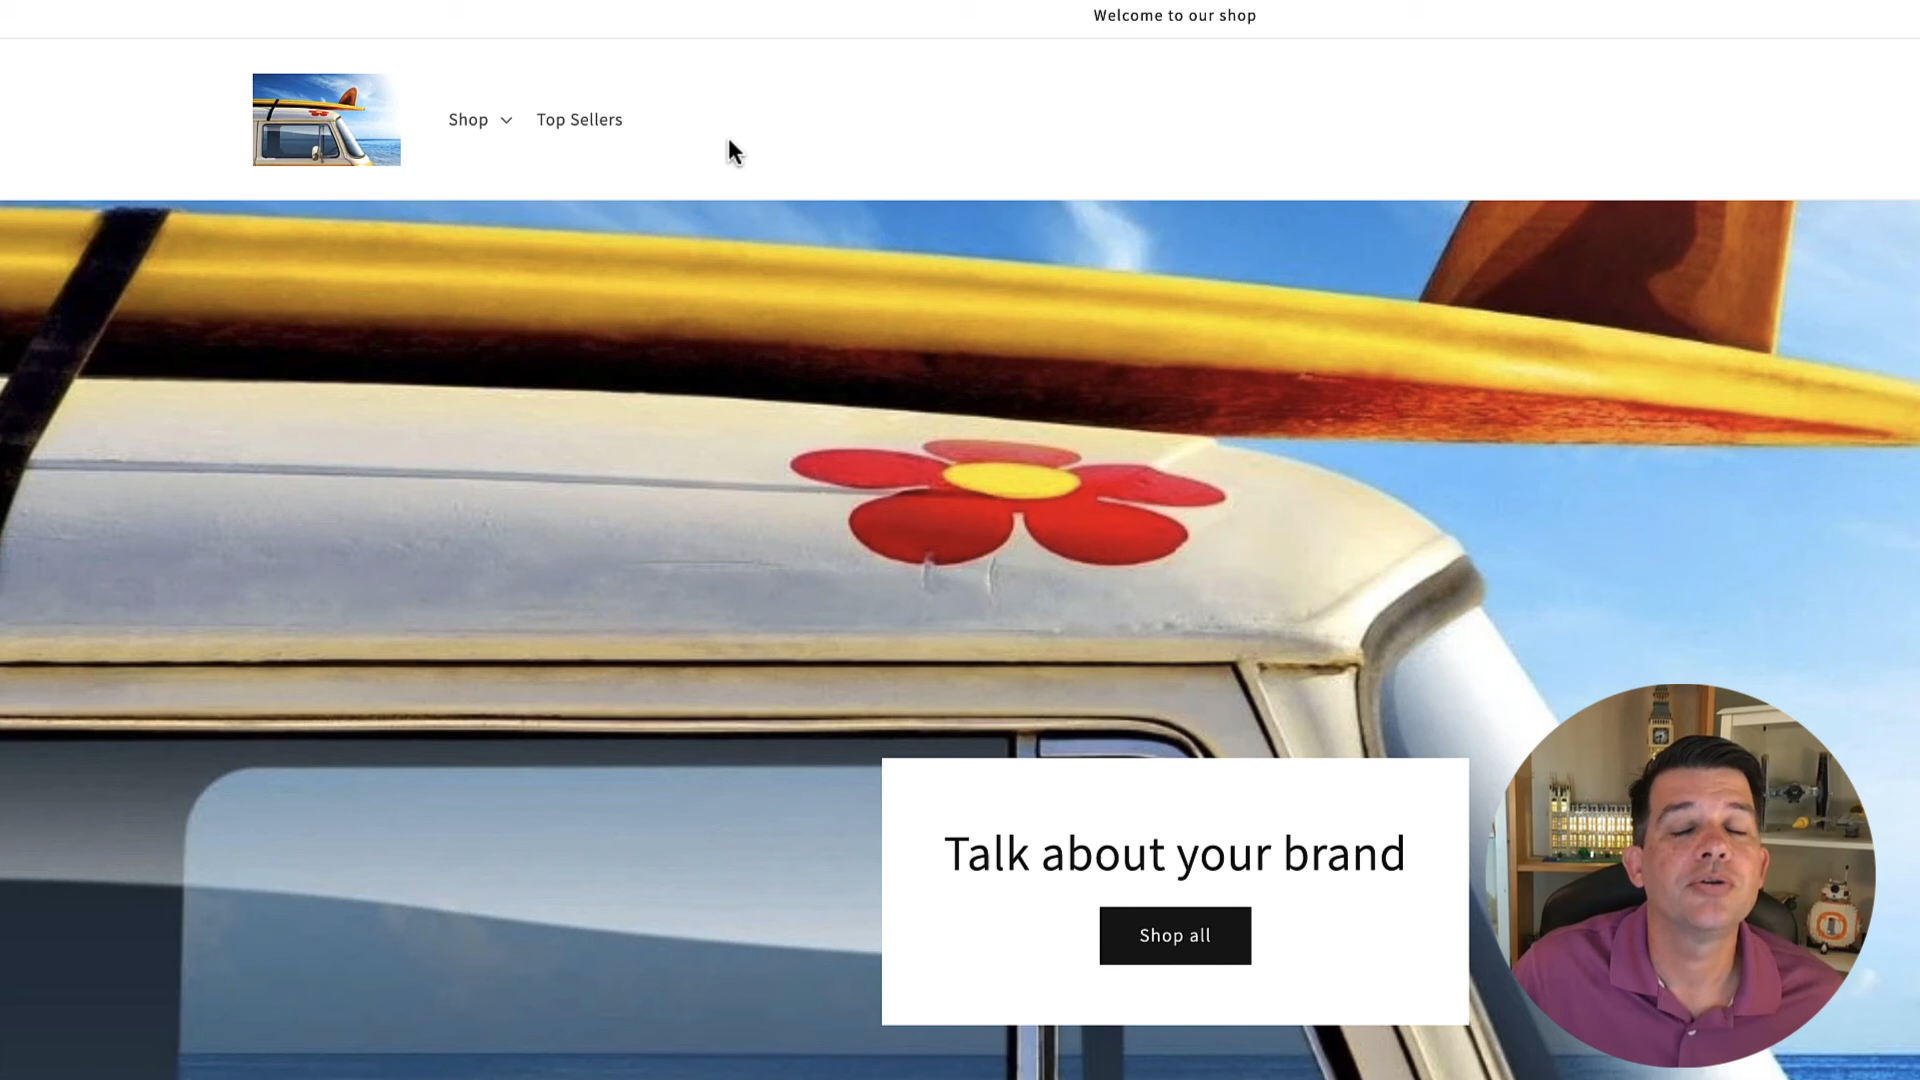 Welcome to our shop
Shop
Top Sellers
Talk about your brand
Shop all